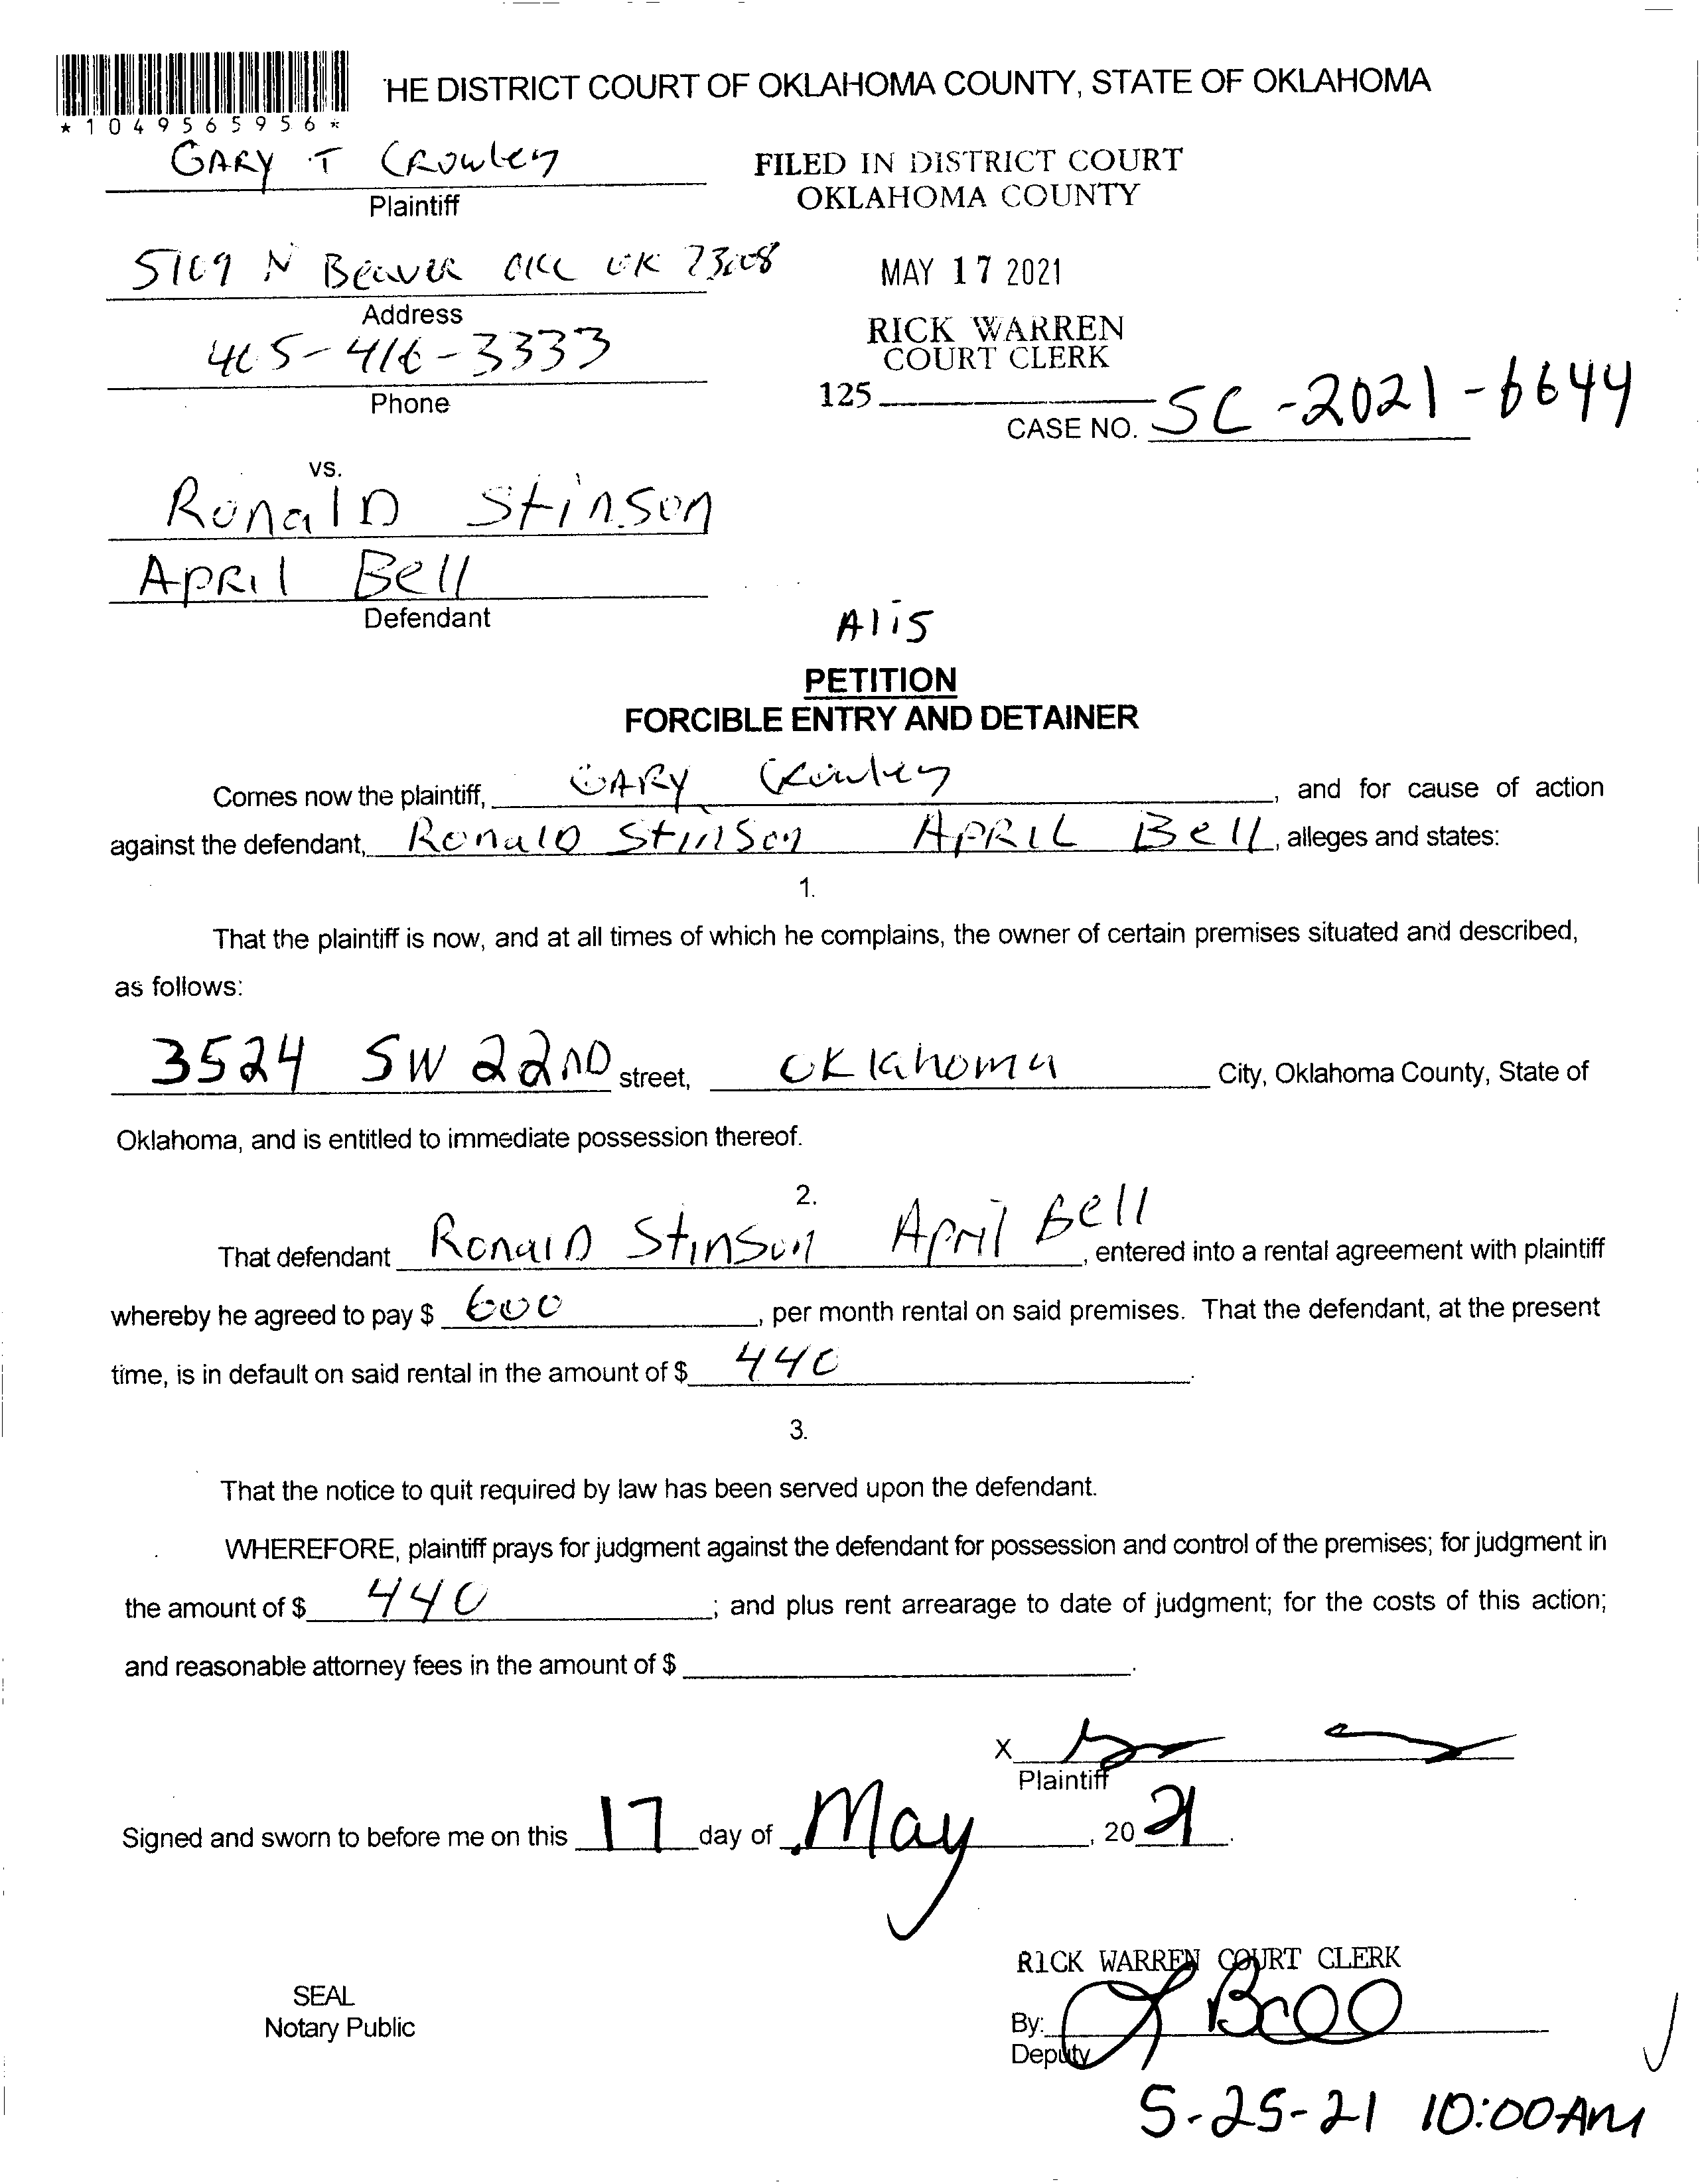 HE DISTRICT COURT OF OKLAHOMA COUNTY, STATE OF OKLAHOMA
*1049565956*
GARY T CROWLEY
Plaintiff
FILED IN DISTRICT COURT
OKLAHOMA COUNTY
5109 N Beaver OKC OK 73008
Address
MAY 17 2021
405-416-3333
Phone
RICK WARREN
COURT CLERK
125
CASE NO. SC-2021-6644
vs.
Ronald Stinson
April Bell
Defendant
A1i5
PETITION
FORCIBLE ENTRY AND DETAINER
Comes now the plaintiff, GARY Crowley, and for cause of action
against the defendant, Ronald Stinson APRIL Bell, alleges and states:
1.
That the plaintiff is now, and at all times of which he complains, the owner of certain premises situated and described,
as follows:
3524 SW 22ND street, Oklahoma City, Oklahoma County, State of
Oklahoma, and is entitled to immediate possession thereof.
2.
That defendant Ronald Stinson April Bell, entered into a rental agreement with plaintiff
whereby he agreed to pay $ 600, per month rental on said premises. That the defendant, at the present
time, is in default on said rental in the amount of $ 440.
3.
That the notice to quit required by law has been served upon the defendant.
WHEREFORE, plaintiff prays for judgment against the defendant for possession and control of the premises; for judgment in
the amount of $ 440; and plus rent arrearage to date of judgment; for the costs of this action;
and reasonable attorney fees in the amount of $.
X
Plaintiff
Signed and sworn to before me on this 17 day of May, 2021.
RICK WARREN COURT CLERK
SEAL
Notary Public
By:
Deputy
5-25-21 10:00AM